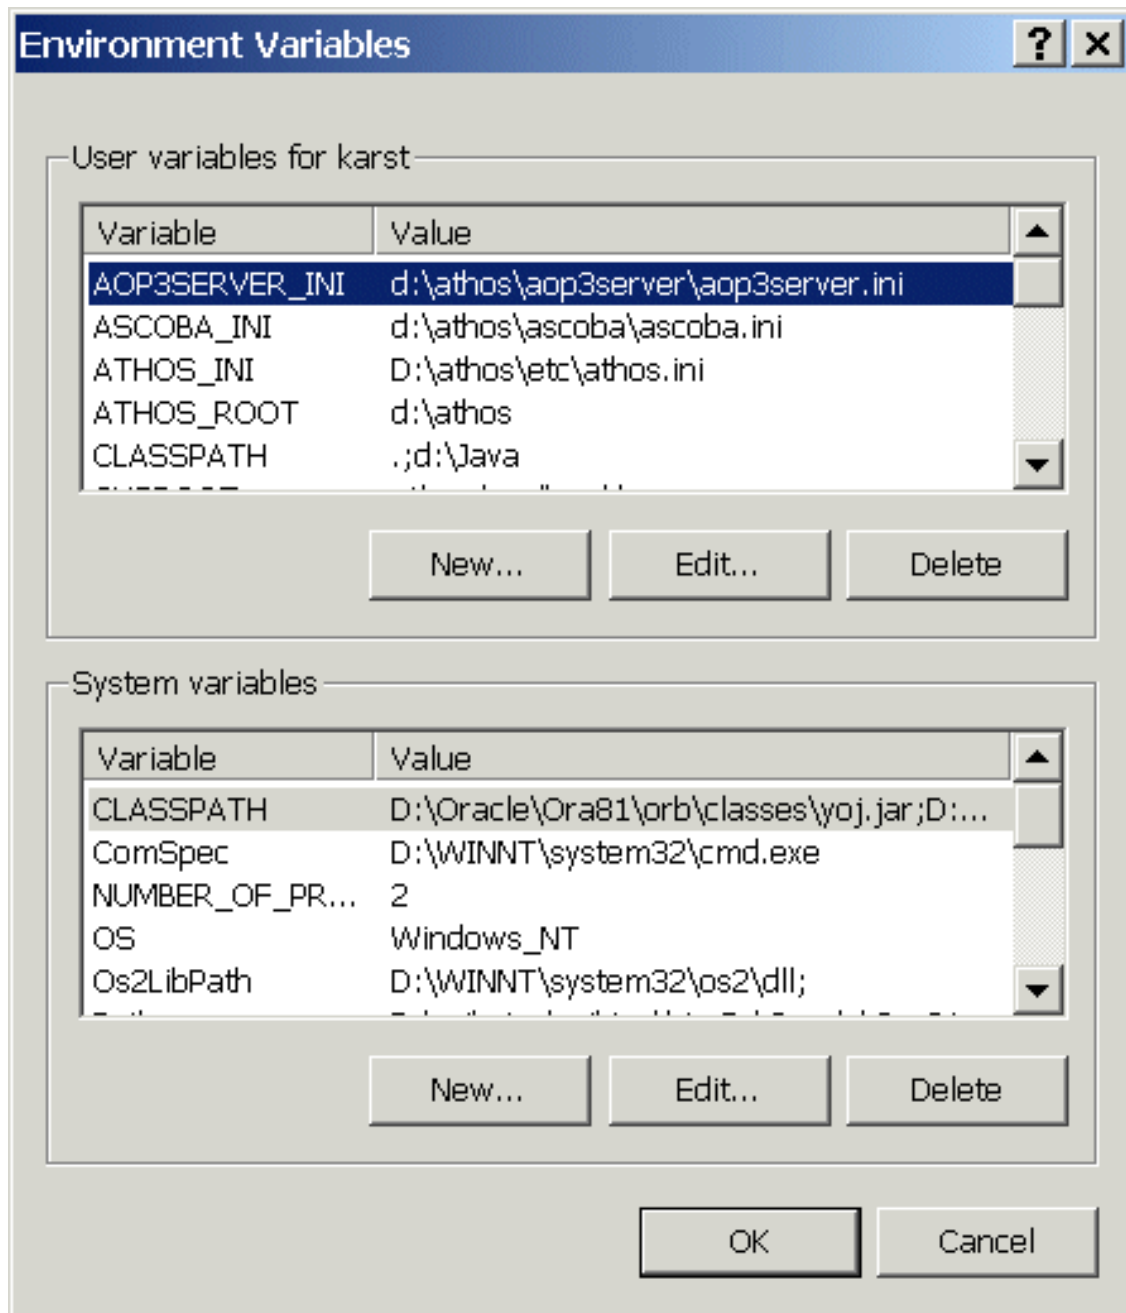 Environment Variables
User variables for karst
Variable Value
AOP3SERVER_INI d:\athos\aop3server\aop3server.ini
ASCOBA_INI d:\athos\ascoba\ascoba.ini
ATHOS_INI D:\athos\etc\athos.ini
ATHOS_ROOT d:\athos
CLASSPATH .;d:\Java
New... Edit... Delete
System variables
Variable Value
CLASSPATH D:\Oracle\Ora81\orb\classes\yoj.jar;D:...
ComSpec D:\WINNT\system32\cmd.exe
NUMBER_OF_PR... 2
OS Windows_NT
Os2LibPath D:\WINNT\system32\os2\dll;
New... Edit... Delete
OK Cancel